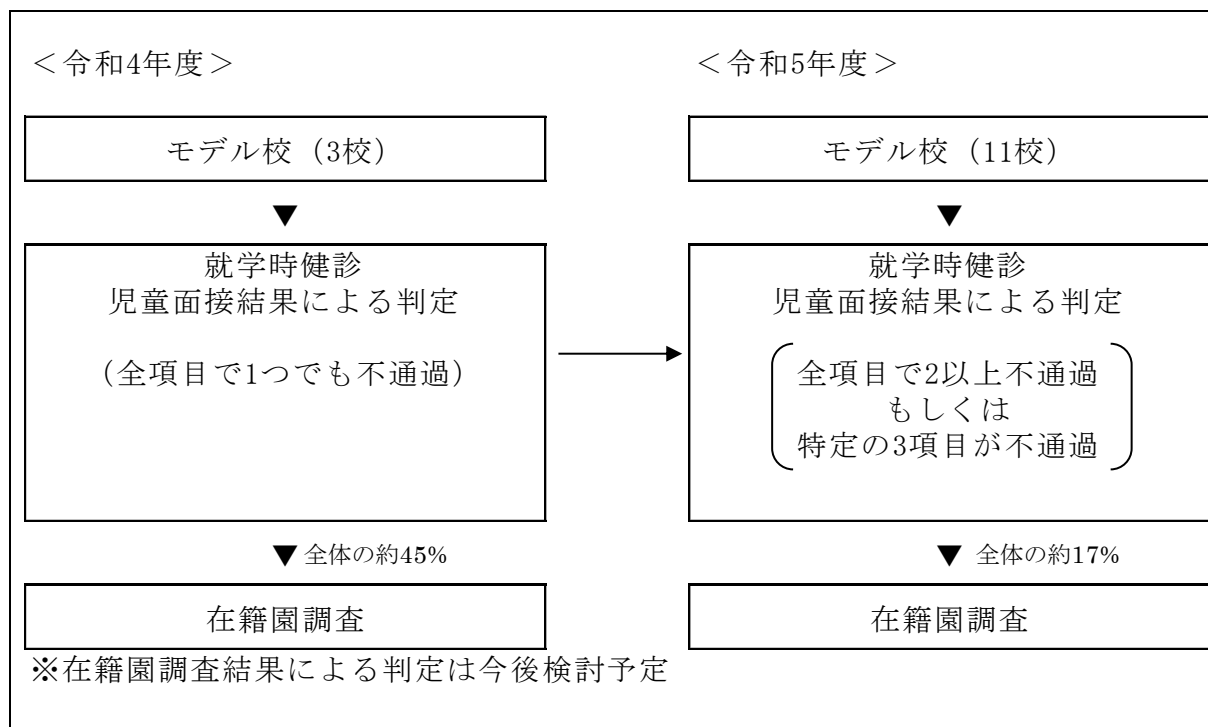 <令和4年度>
モデル校（3校）
▼
就学時健診
児童面接結果による判定
（全項目で1つでも不通過）
▼ 全体の約45%
在籍園調査
※在籍園調査結果による判定は今後検討予定
<令和5年度>
モデル校（11校）
▼
就学時健診
児童面接結果による判定
全項目で2以上不通過
もしくは
特定の3項目が不通過
▼ 全体の約17%
在籍園調査